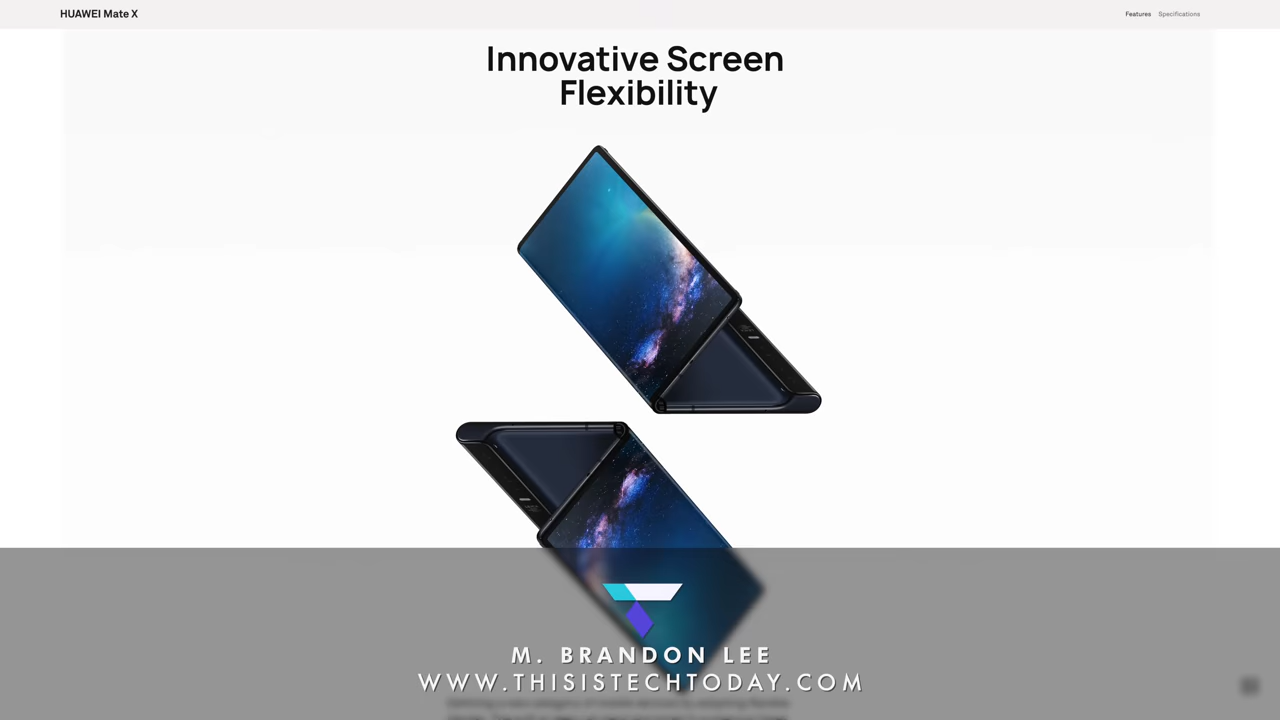 HUAWEI Mate X
Features Specifications
Innovative Screen
Flexibility
M. BRANDON LEE
WWW.THISISTECHTODAY.COM